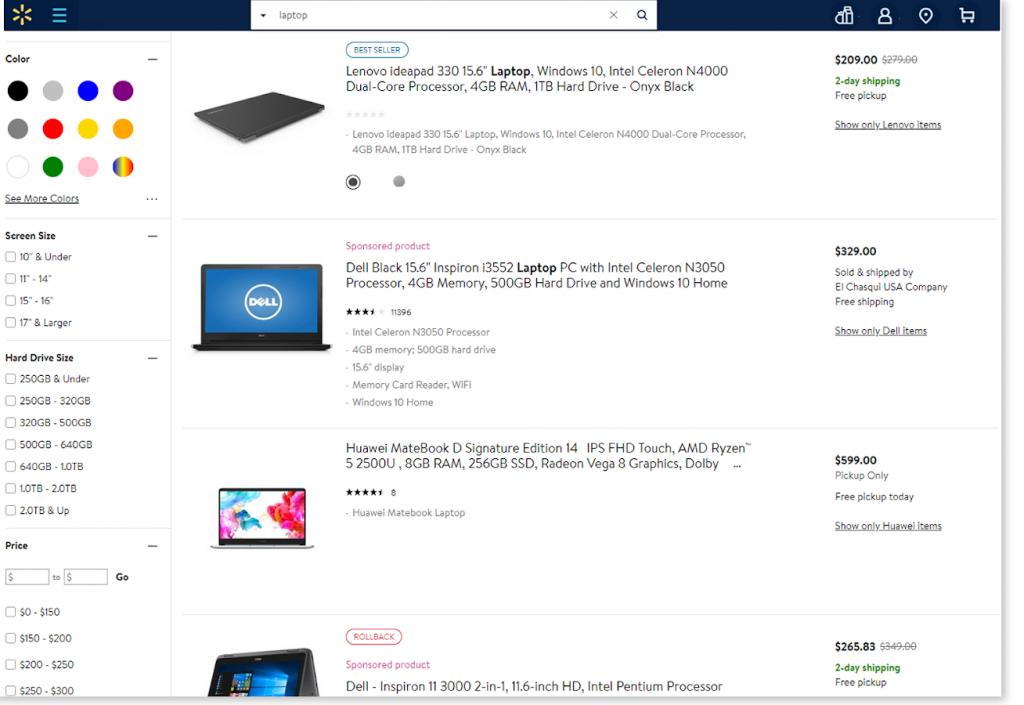 laptop
Color
See More Colors
...
Screen Size
10" & Under
11" - 14"
15" - 16"
17" & Larger
Hard Drive Size
250GB & Under
250GB - 320GB
320GB - 500GB
500GB - 640GB
640GB - 1.0TB
1.0TB - 2.0TB
2.0TB & Up
Price
$ to $ Go
$0 - $150
$150 - $200
$200 - $250
$250 - $300
BEST SELLER
Lenovo ideapad 330 15.6" Laptop, Windows 10, Intel Celeron N4000
Dual-Core Processor, 4GB RAM, 1TB Hard Drive - Onyx Black
· Lenovo ideapad 330 15.6" Laptop, Windows 10, Intel Celeron N4000 Dual-Core Processor,
4GB RAM, 1TB Hard Drive - Onyx Black
$209.00 $279.00
2-day shipping
Free pickup
Show only Lenovo items
Sponsored product
Dell Black 15.6" Inspiron i3552 Laptop PC with Intel Celeron N3050
Processor, 4GB Memory, 500GB Hard Drive and Windows 10 Home
11396
· Intel Celeron N3050 Processor
· 4GB memory; 500GB hard drive
· 15.6" display
· Memory Card Reader, WiFi
· Windows 10 Home
DELL
$329.00
Sold & shipped by
El Chasqui USA Company
Free shipping
Show only Dell items
Huawei MateBook D Signature Edition 14 IPS FHD Touch, AMD Ryzen™
5 2500U , 8GB RAM, 256GB SSD, Radeon Vega 8 Graphics, Dolby ...
8
· Huawei Matebook Laptop
$599.00
Pickup Only
Free pickup today
Show only Huawei items
ROLLBACK
Sponsored product
Dell - Inspiron 11 3000 2-in-1, 11.6-inch HD, Intel Pentium Processor
$265.83 $349.00
2-day shipping
Free pickup